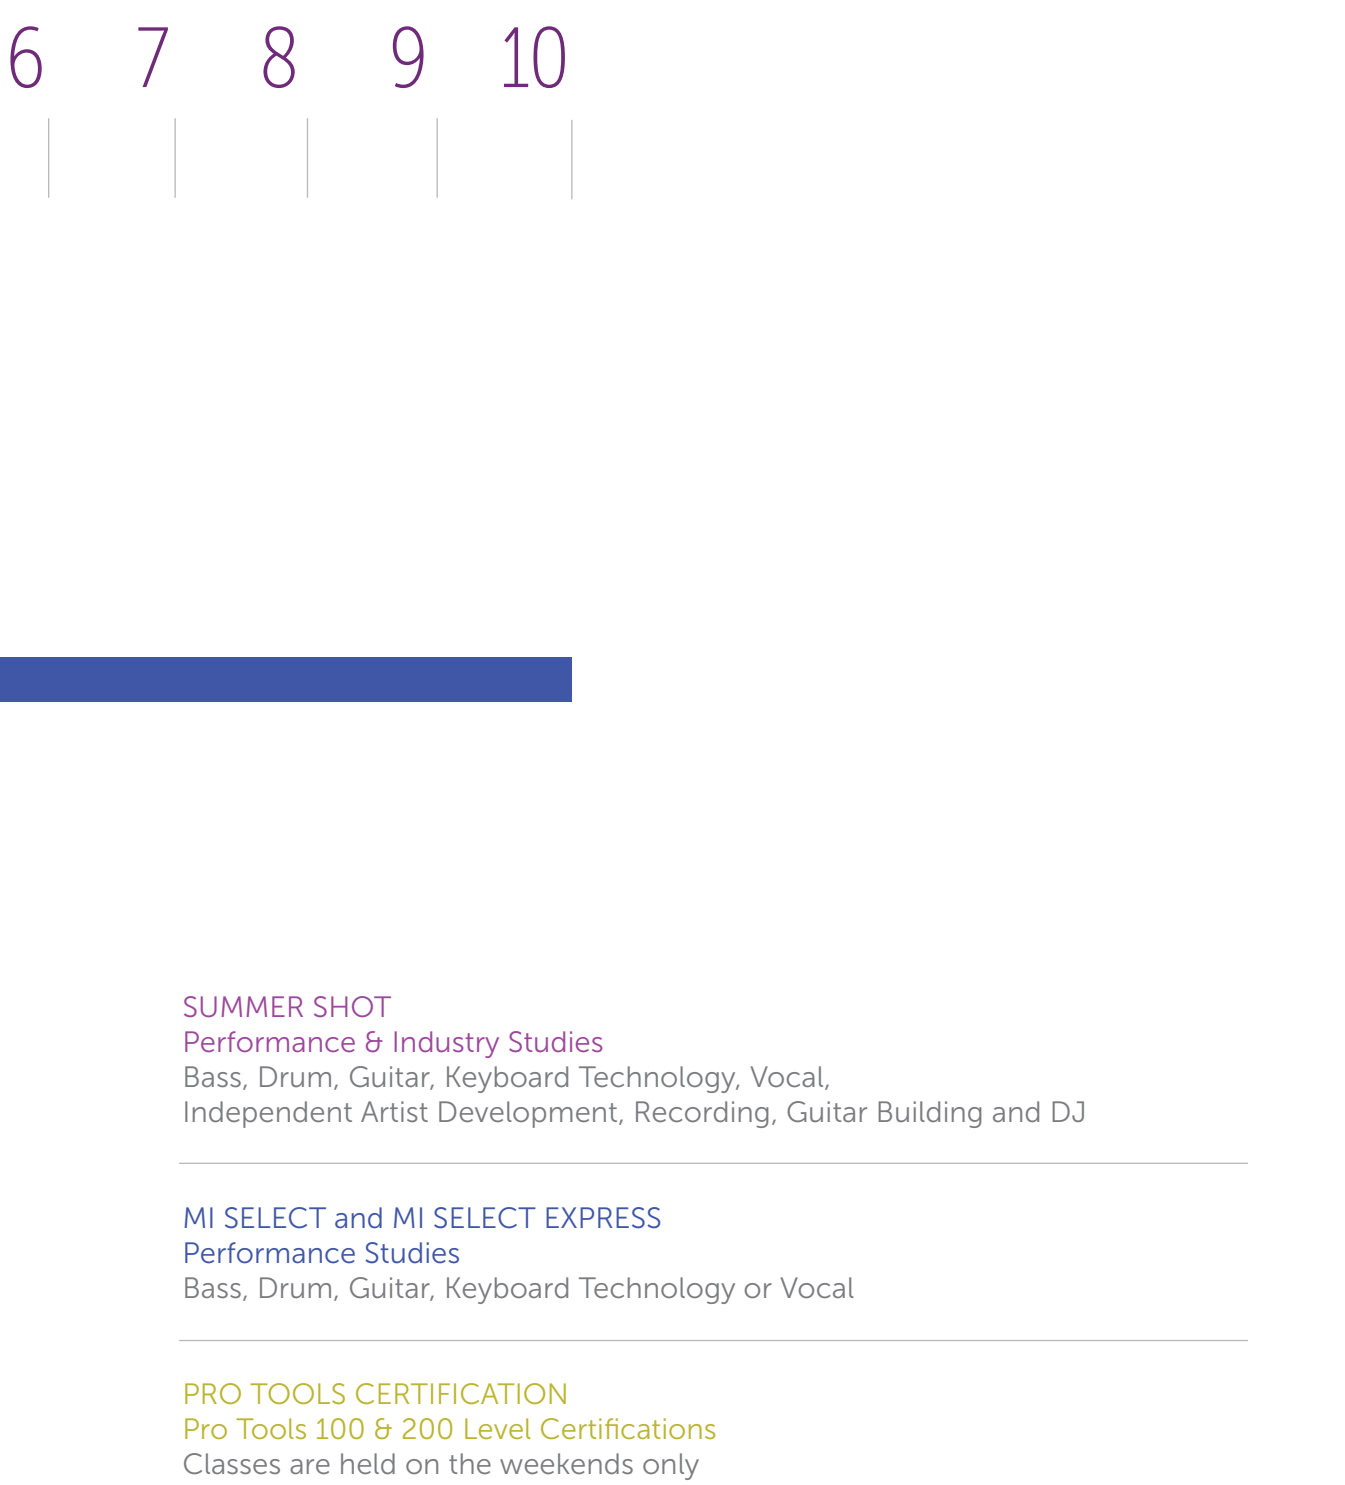 6 7 8 9 10
SUMMER SHOT
Performance & Industry Studies
Bass, Drum, Guitar, Keyboard Technology, Vocal,
Independent Artist Development, Recording, Guitar Building and DJ
MI SELECT and MI SELECT EXPRESS
Performance Studies
Bass, Drum, Guitar, Keyboard Technology or Vocal
PRO TOOLS CERTIFICATION
Pro Tools 100 & 200 Level Certifications
Classes are held on the weekends only